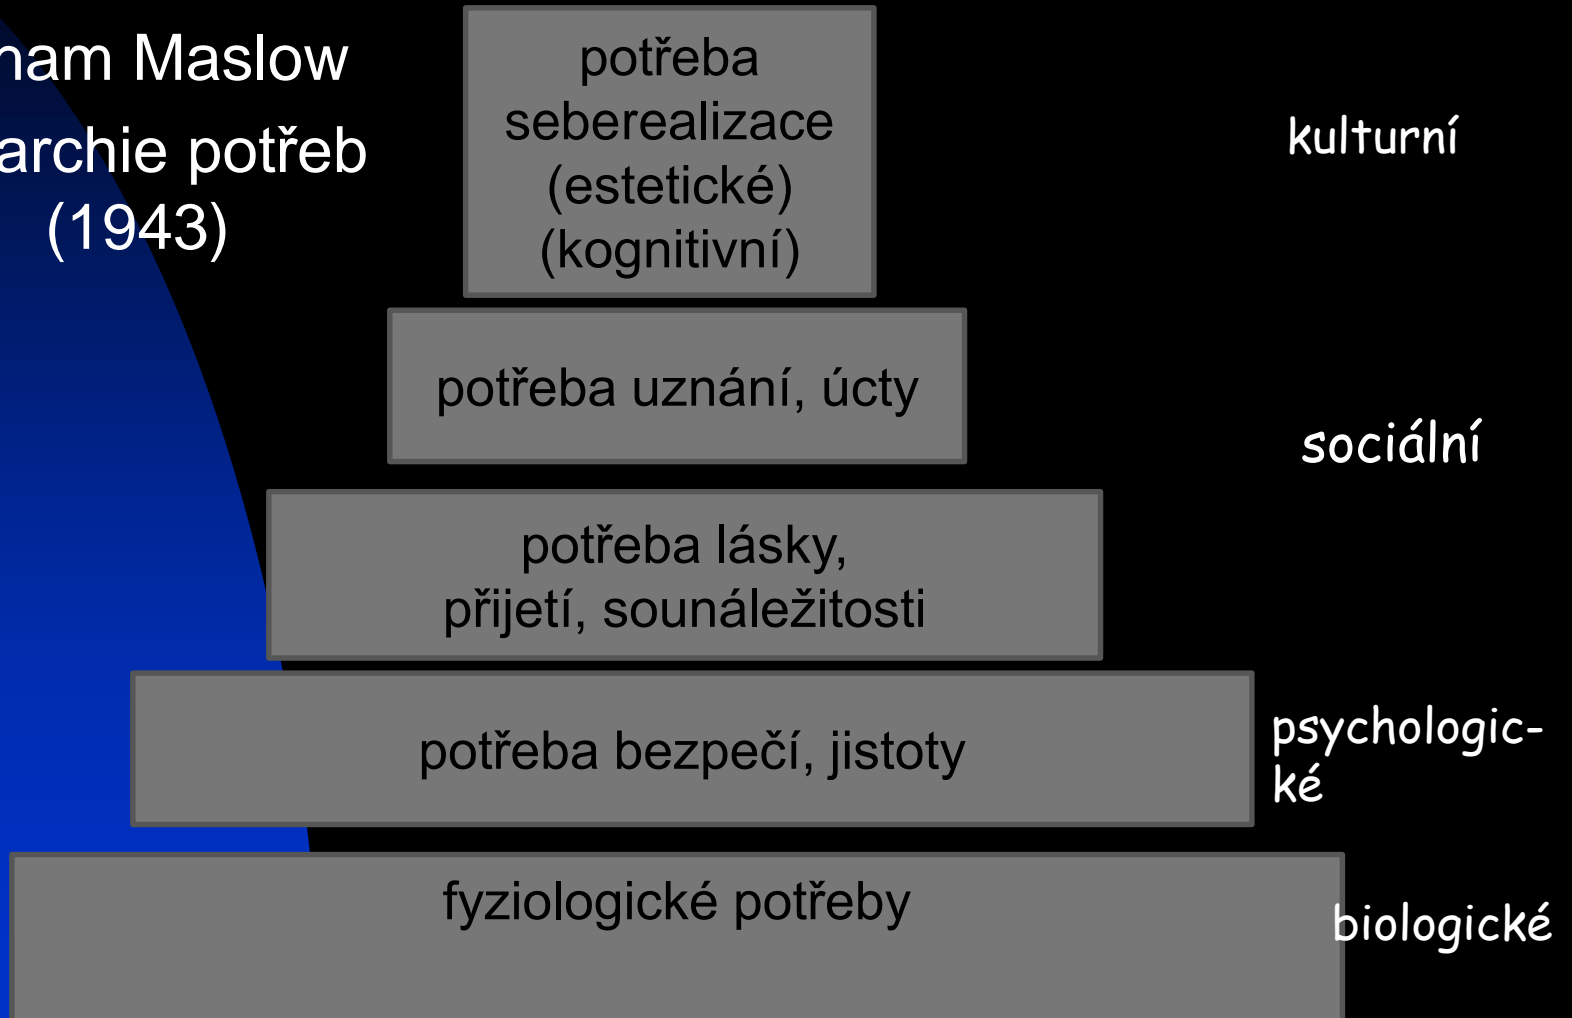 ham Maslow
archie potřeb
(1943)
potřeba
seberealizace
(estetické)
(kognitivní)
kulturní
potřeba uznání, úcty
sociální
potřeba lásky,
přijetí, sounáležitosti
potřeba bezpečí, jistoty
psychologic-
ké
fyziologické potřeby
biologické